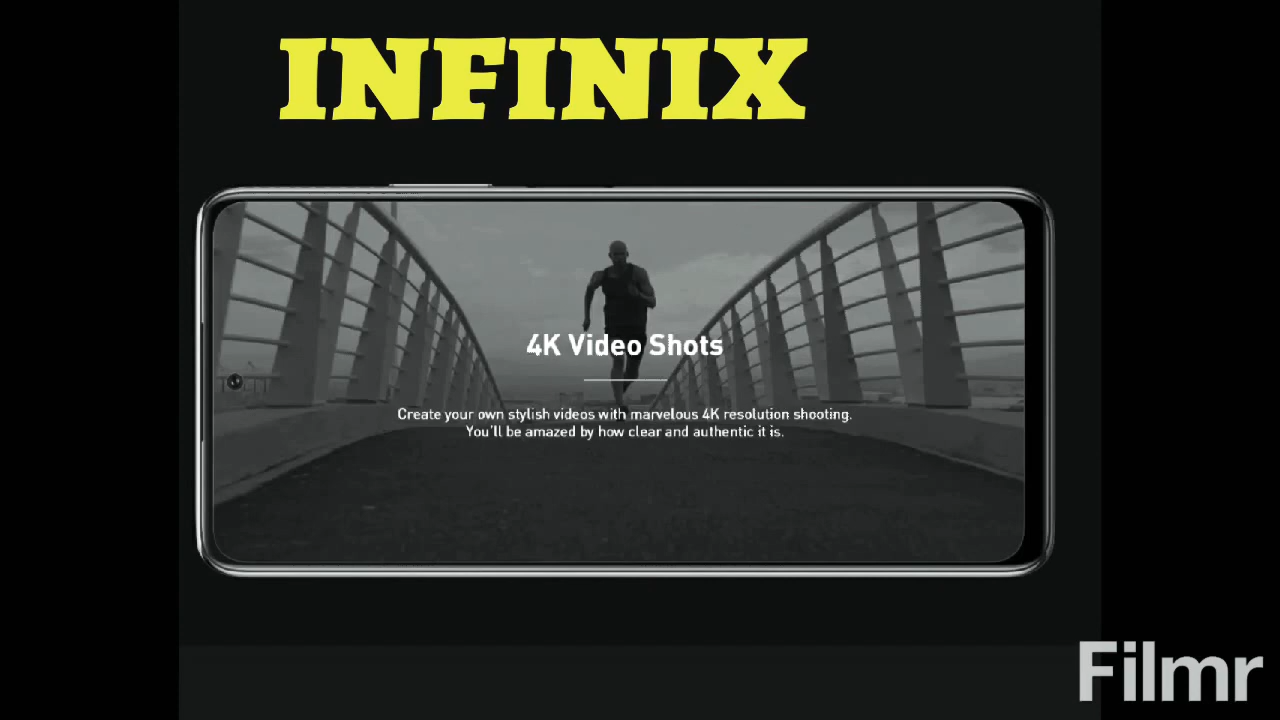 INFINIX
4K Video Shots
Create your own stylish videos with marvelous 4K resolution shooting.
You'll be amazed by how clear and authentic it is.
Filmr